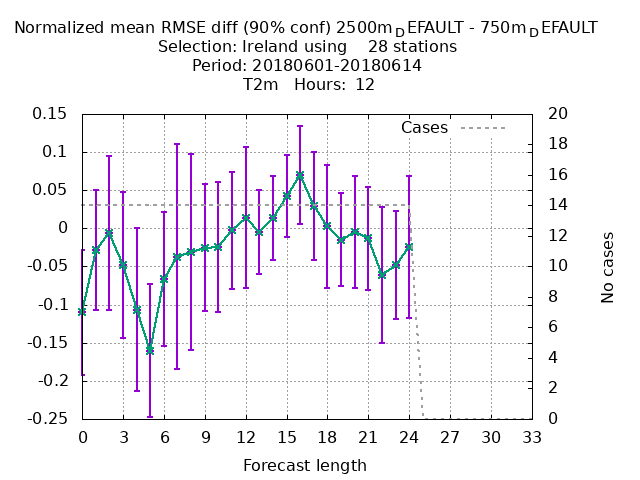 Normalized mean RMSE diff (90% conf) 2500m_DEFAULT - 750m_DEFAULT
Selection: Ireland using 28 stations
Period: 20180601-20180614
T2m Hours: 12
Cases
0.15
0.1
0.05
0
-0.05
-0.1
-0.15
-0.2
-0.25
20
18
16
14
12
10
8
6
4
2
0
No cases
0 3 6 9 12 15 18 21 24 27 30 33
Forecast length